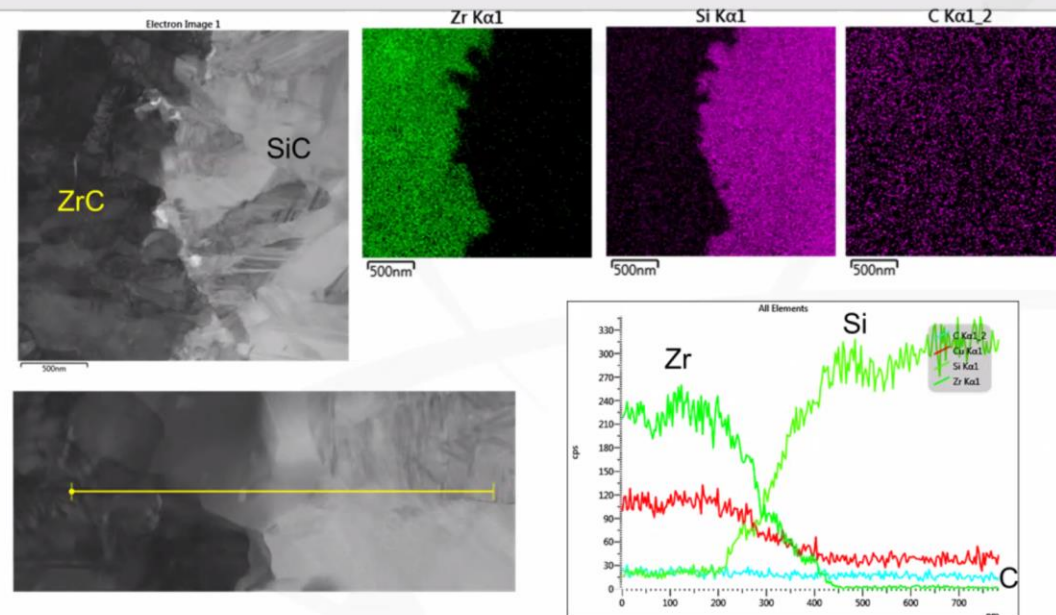 Electron Image 1
Zr Kα1
Si Kα1
C Kα1_2
ZrC
SiC
500nm
500nm
500nm
500nm
All Elements
Zr
Si
C Kα1_2
Cu Kα1
Si Kα1
Zr Kα1
cps
330
300
270
240
210
180
150
120
90
60
30
0
C
0 100 200 300 400 500 600 700